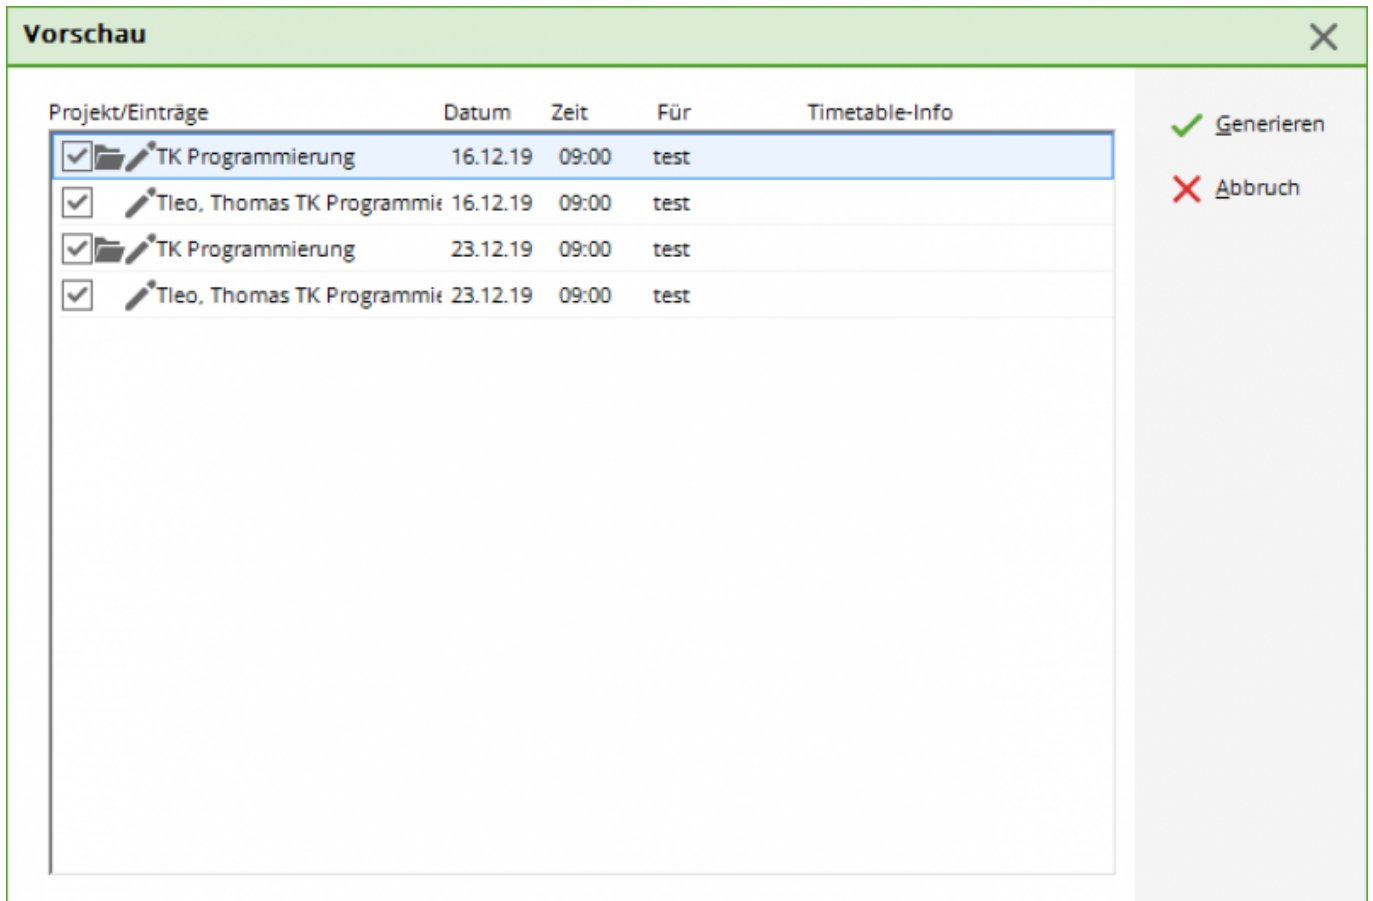 Vorschau
Projekt/Einträge Datum Zeit Für Timetable-Info
TK Programmierung 16.12.19 09:00 test
Tleo, Thomas TK Programmie 16.12.19 09:00 test
TK Programmierung 23.12.19 09:00 test
Tleo, Thomas TK Programmie 23.12.19 09:00 test
Generieren
Abbruch